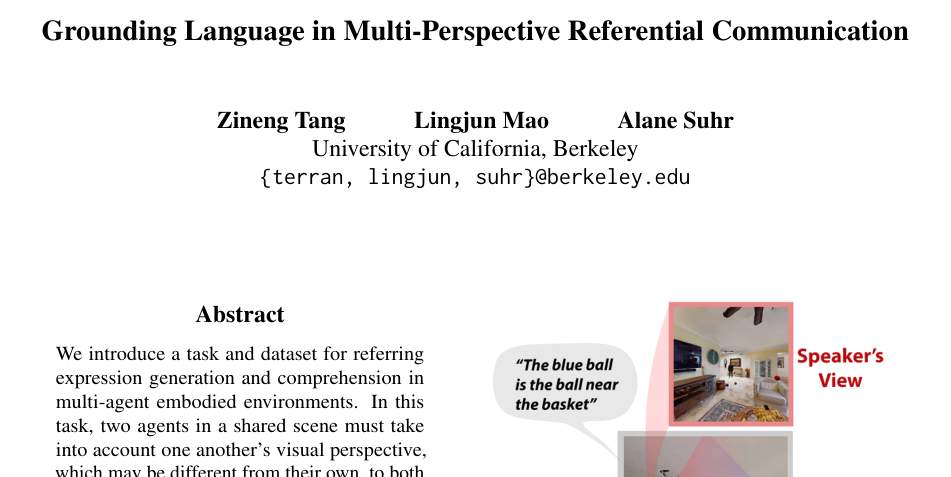 Grounding Language in Multi-Perspective Referential Communication
Zineng Tang Lingjun Mao Alane Suhr
University of California, Berkeley
{terran, lingjun, suhr}@berkeley.edu
Abstract
We introduce a task and dataset for referring
expression generation and comprehension in
multi-agent embodied environments. In this
task, two agents in a shared scene must take
into account one another's visual perspective,
which may be different from their own, to both
“The blue ball
is the ball near
the basket”
Speaker's
View